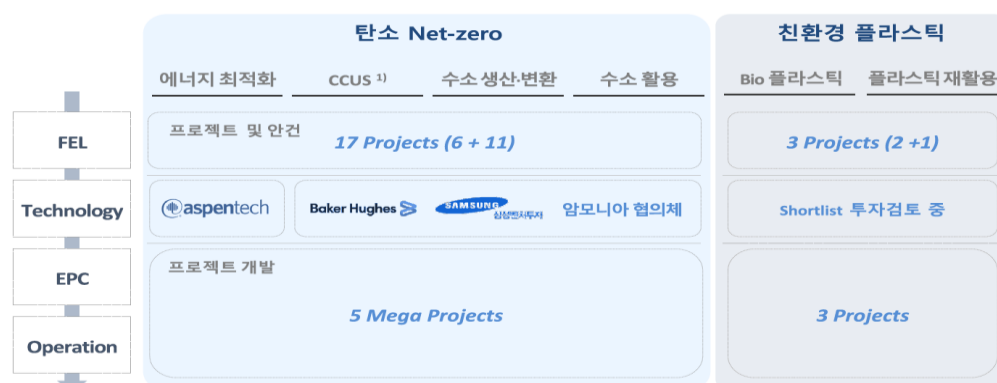 탄소 Net-zero
친환경 플라스틱
에너지 최적화
CCUS 1)
수소 생산·변환
수소 활용
Bio 플라스틱
플라스틱 재활용
FEL
프로젝트 및 안건
17 Projects (6 + 11)
3 Projects (2 +1)
Technology
aspentech
Baker Hughes
SAMSUNG
삼성벤처투자
암모니아 협의체
Shortlist 투자검토 중
EPC
프로젝트 개발
5 Mega Projects
3 Projects
Operation